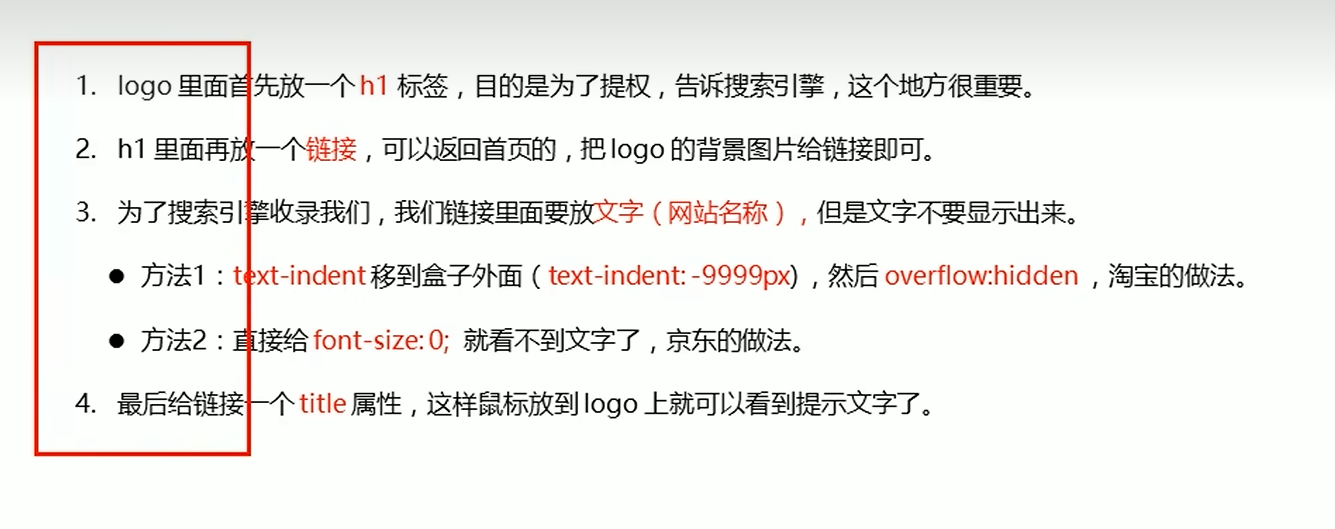 1. logo 里面首先放一个 h1 标签，目的是为了提权，告诉搜索引擎，这个地方很重要。
2. h1 里面再放一个链接，可以返回首页的，把 logo 的背景图片给链接即可。
3. 为了搜索引擎收录我们，我们链接里面要放文字（网站名称），但是文字不要显示出来。
● 方法1：text-indent 移到盒子外面（text-indent: -9999px)，然后 overflow:hidden ，淘宝的做法。
● 方法2：直接给 font-size: 0; 就看不到文字了，京东的做法。
4. 最后给链接一个 title 属性，这样鼠标放到 logo 上就可以看到提示文字了。